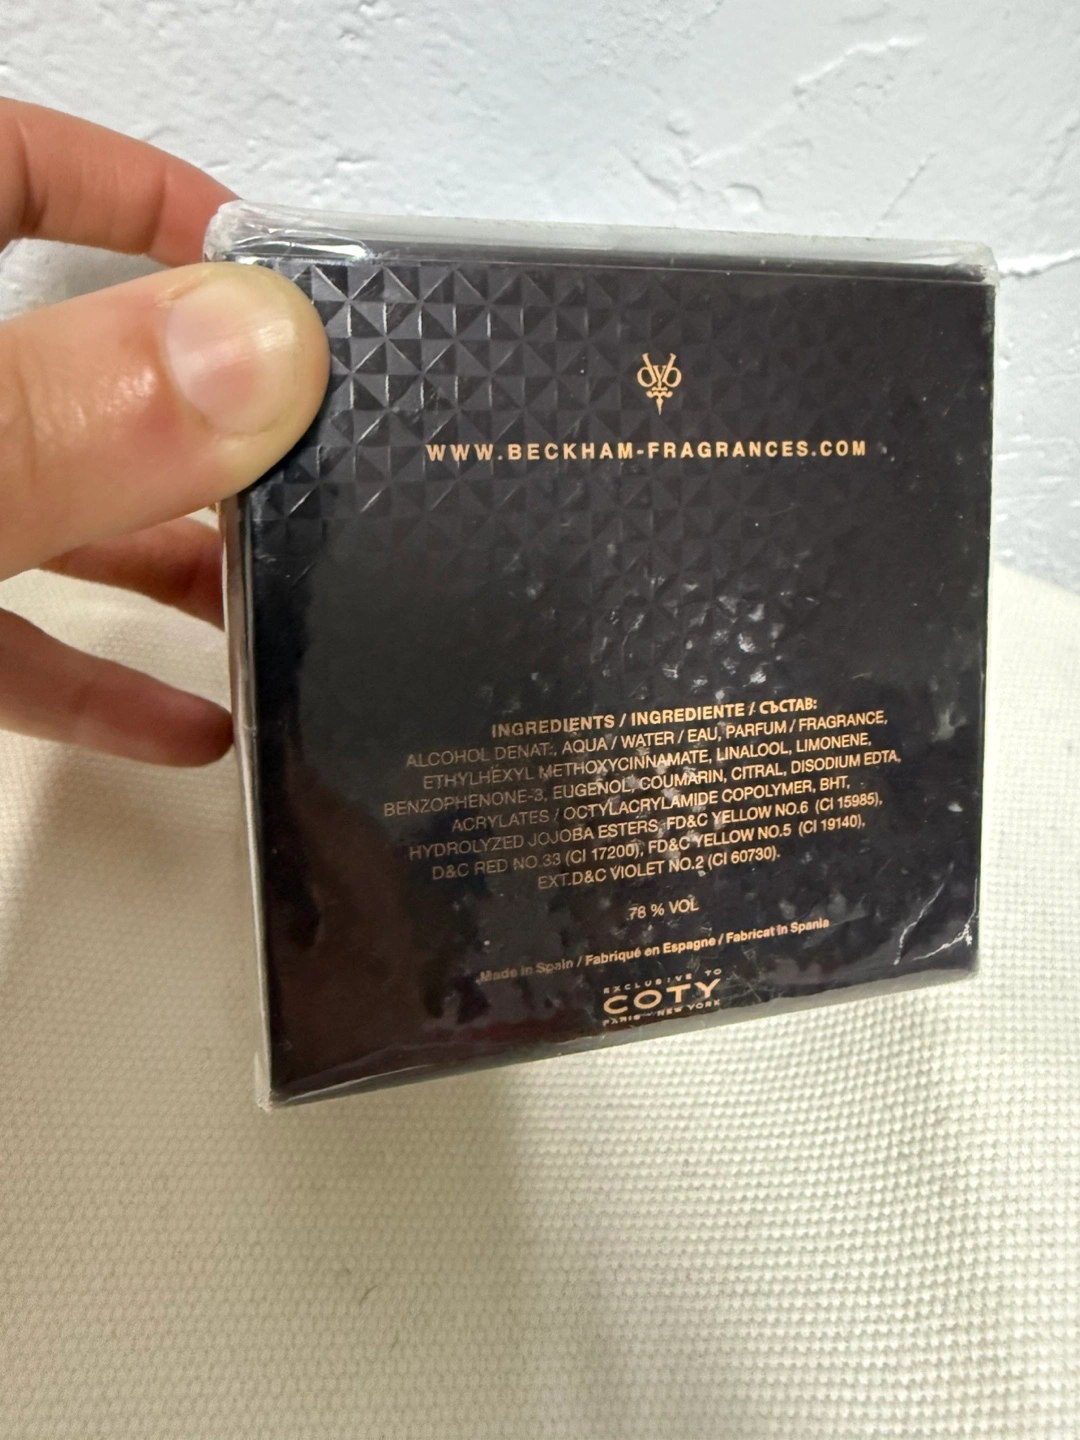 dVb
WWW.BECKHAM-FRAGRANCES.COM
INGREDIENTS / INGREDIENTE / СЪСТАВ:
ALCOHOL DENAT., AQUA / WATER / EAU, PARFUM / FRAGRANCE,
ETHYLHEXYL METHOXYCINNAMATE, LINALOOL, LIMONENE,
BENZOPHENONE-3, EUGENOL, COUMARIN, CITRAL, DISODIUM EDTA,
ACRYLATES / OCTYLACRYLAMIDE COPOLYMER, BHT,
HYDROLYZED JOJOBA ESTERS, FD&C YELLOW NO.6 (CI 15985),
D&C RED NO.33 (CI 17200), FD&C YELLOW NO.5 (CI 19140),
EXT.D&C VIOLET NO.2 (CI 60730).
78 % VOL
Made in Spain / Fabriqué en Espagne / Fabricat în Spania
EXCLUSIVE TO
COTY
PARIS - NEW YORK